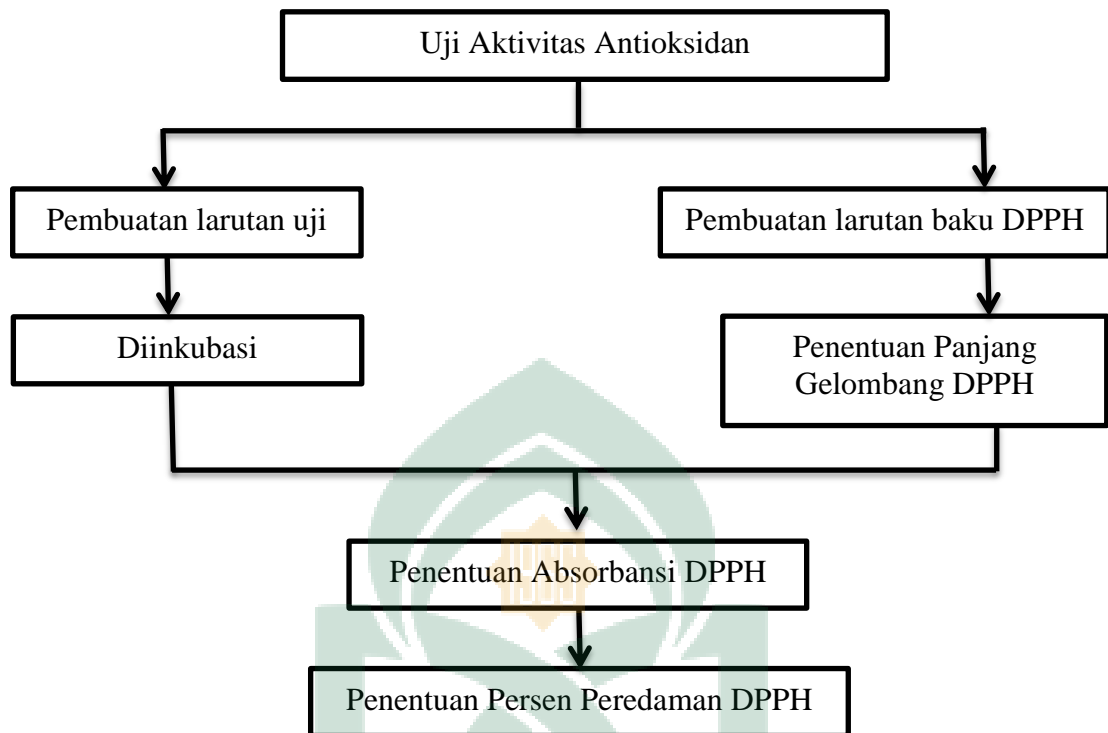 Uji Aktivitas Antioksidan
Pembuatan larutan uji
Pembuatan larutan baku DPPH
Diinkubasi
Penentuan Panjang
Gelombang DPPH
Penentuan Absorbansi DPPH
Penentuan Persen Peredaman DPPH